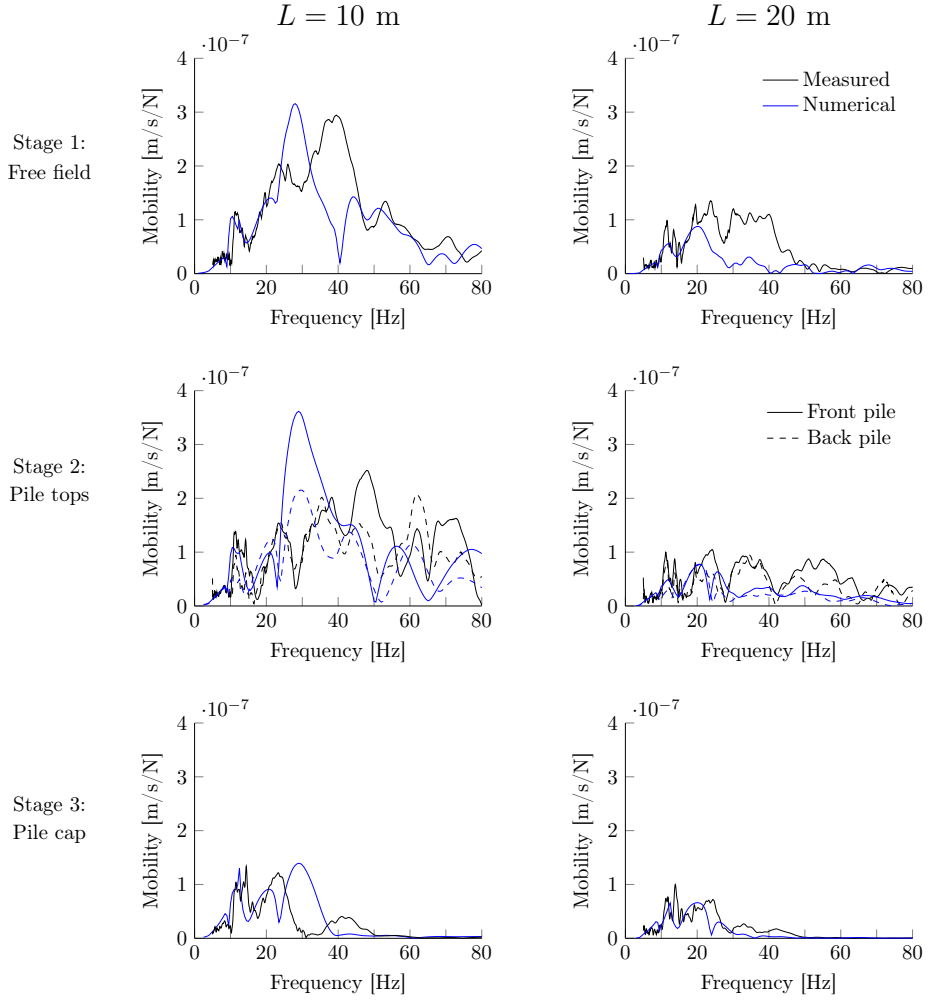 L = 10 m
L = 20 m
Stage 1:
Free field
·10−7
4
3
2
1
0
0 20 40 60 80
Mobility [m/s/N]
Frequency [Hz]
·10−7
4
3
2
1
0
0 20 40 60 80
Mobility [m/s/N]
Frequency [Hz]
Measured
Numerical
Stage 2:
Pile tops
·10−7
4
3
2
1
0
0 20 40 60 80
Mobility [m/s/N]
Frequency [Hz]
·10−7
4
3
2
1
0
0 20 40 60 80
Mobility [m/s/N]
Frequency [Hz]
Front pile
Back pile
Stage 3:
Pile cap
·10−7
4
3
2
1
0
0 20 40 60 80
Mobility [m/s/N]
Frequency [Hz]
·10−7
4
3
2
1
0
0 20 40 60 80
Mobility [m/s/N]
Frequency [Hz]